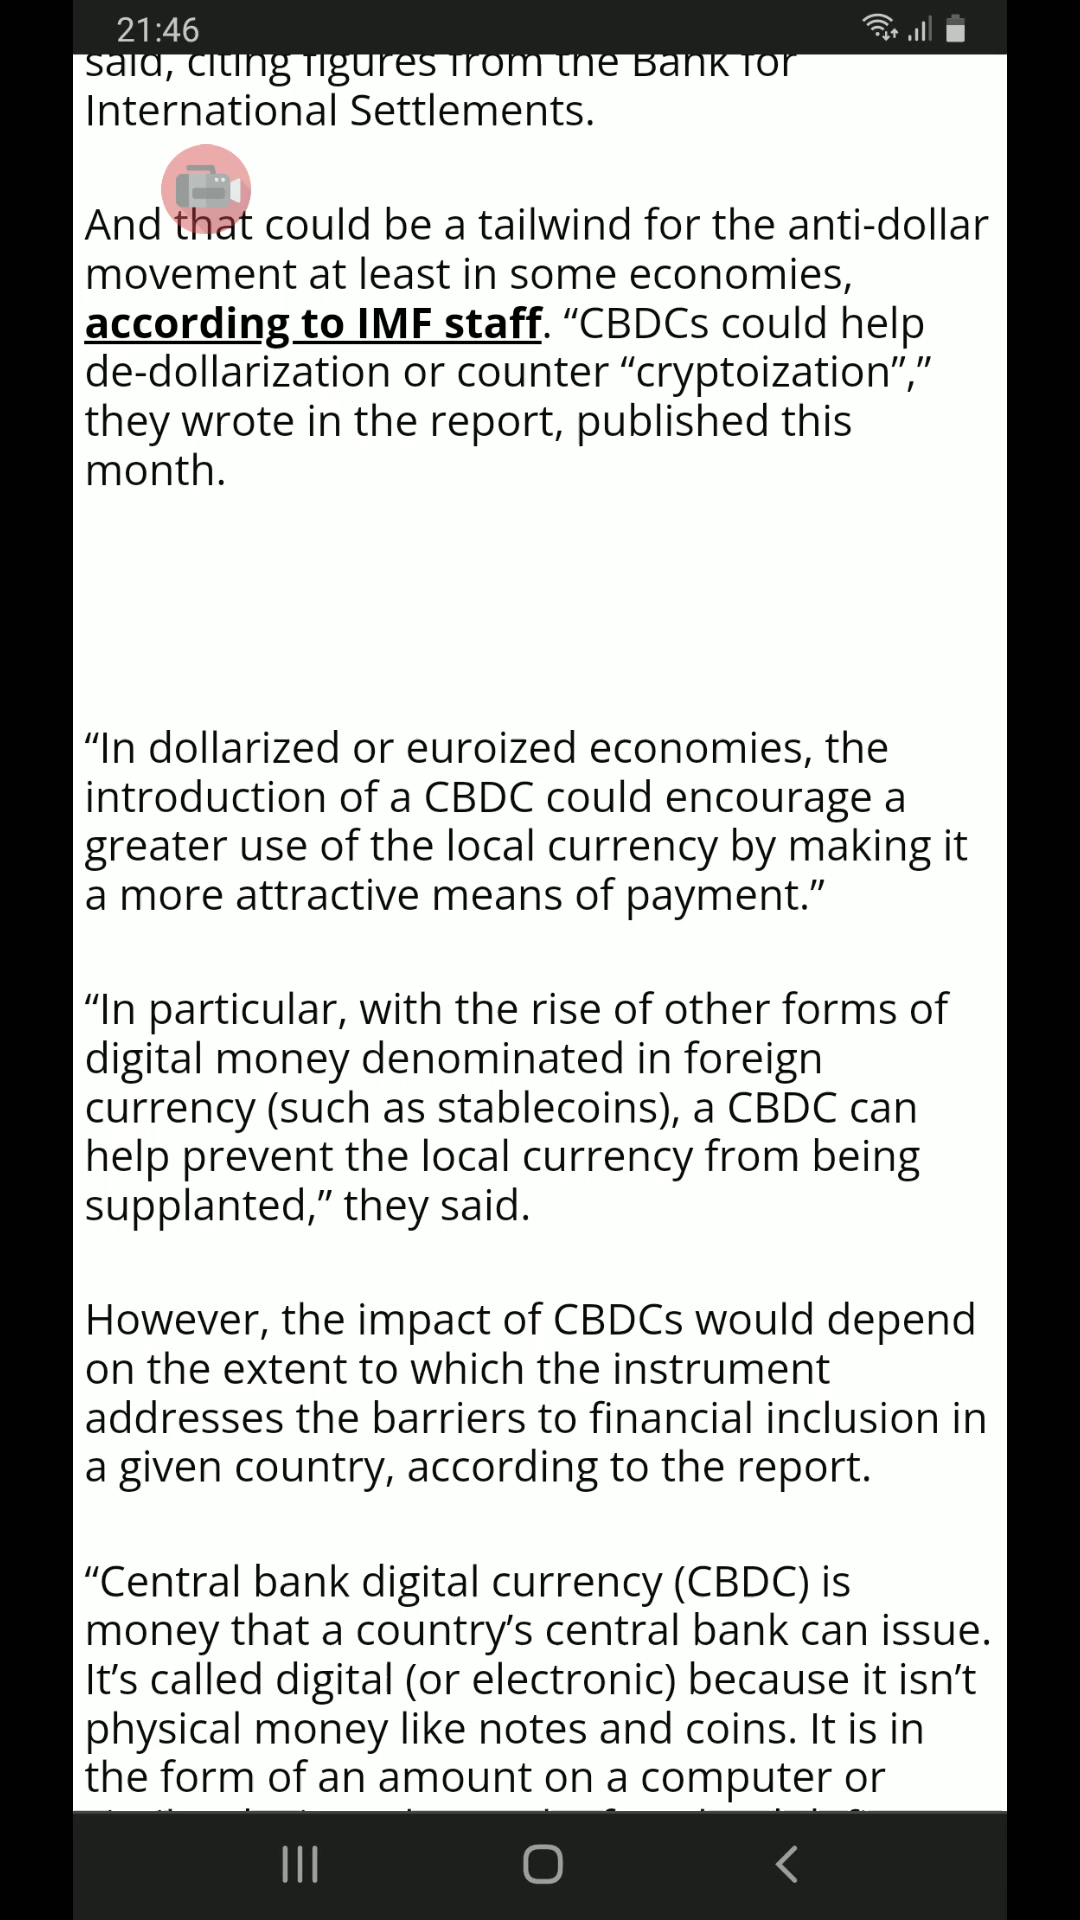 21:46
said, citing figures from the Bank for
International Settlements.
And that could be a tailwind for the anti-dollar
movement at least in some economies,
according to IMF staff. “CBDCs could help
de-dollarization or counter “cryptoization”,”
they wrote in the report, published this
month.
“In dollarized or euroized economies, the
introduction of a CBDC could encourage a
greater use of the local currency by making it
a more attractive means of payment.”
“In particular, with the rise of other forms of
digital money denominated in foreign
currency (such as stablecoins), a CBDC can
help prevent the local currency from being
supplanted,” they said.
However, the impact of CBDCs would depend
on the extent to which the instrument
addresses the barriers to financial inclusion in
a given country, according to the report.
“Central bank digital currency (CBDC) is
money that a country’s central bank can issue.
It’s called digital (or electronic) because it isn’t
physical money like notes and coins. It is in
the form of an amount on a computer or